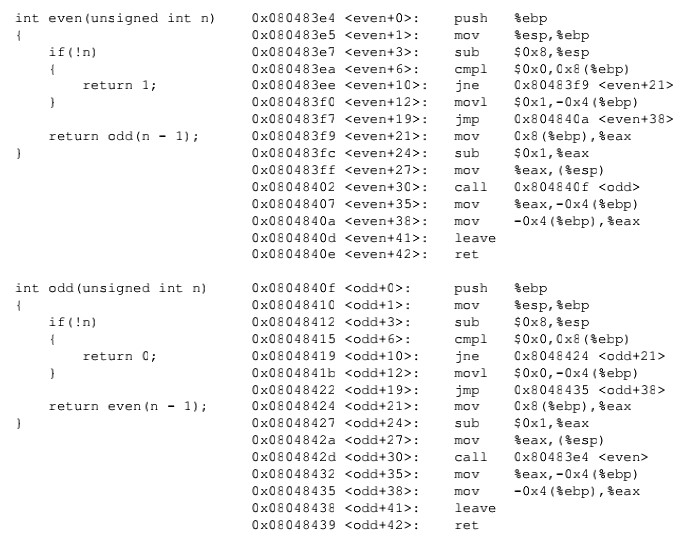 int even(unsigned int n)    0x080483e4 <even+0>:    push   %ebp
{                           0x080483e5 <even+1>:    mov    %esp,%ebp
    if(!n)                  0x080483e7 <even+3>:    sub    $0x8,%esp
    {                       0x080483ea <even+6>:    cmpl   $0x0,0x8(%ebp)
        return 1;           0x080483ee <even+10>:   jne    0x80483f9 <even+21>
    }                       0x080483f0 <even+12>:   movl   $0x1,-0x4(%ebp)
                            0x080483f7 <even+19>:   jmp    0x804840a <even+38>
    return odd(n - 1);      0x080483f9 <even+21>:   mov    0x8(%ebp),%eax
}                           0x080483fc <even+24>:   sub    $0x1,%eax
                            0x080483ff <even+27>:   mov    %eax,(%esp)
                            0x08048402 <even+30>:   call   0x804840f <odd>
                            0x08048407 <even+35>:   mov    %eax,-0x4(%ebp)
                            0x0804840a <even+38>:   mov    -0x4(%ebp),%eax
                            0x0804840d <even+41>:   leave
                            0x0804840e <even+42>:   ret
int odd(unsigned int n)     0x0804840f <odd+0>:     push   %ebp
{                           0x08048410 <odd+1>:     mov    %esp,%ebp
    if(!n)                  0x08048412 <odd+3>:     sub    $0x8,%esp
    {                       0x08048415 <odd+6>:     cmpl   $0x0,0x8(%ebp)
        return 0;           0x08048419 <odd+10>:    jne    0x8048424 <odd+21>
    }                       0x0804841b <odd+12>:    movl   $0x0,-0x4(%ebp)
                            0x08048422 <odd+19>:    jmp    0x8048435 <odd+38>
    return even(n - 1);     0x08048424 <odd+21>:    mov    0x8(%ebp),%eax
}                           0x08048427 <odd+24>:    sub    $0x1,%eax
                            0x0804842a <odd+27>:    mov    %eax,(%esp)
                            0x0804842d <odd+30>:    call   0x80483e4 <even>
                            0x08048432 <odd+35>:    mov    %eax,-0x4(%ebp)
                            0x08048435 <odd+38>:    mov    -0x4(%ebp),%eax
                            0x08048438 <odd+41>:    leave
                            0x08048439 <odd+42>:    ret